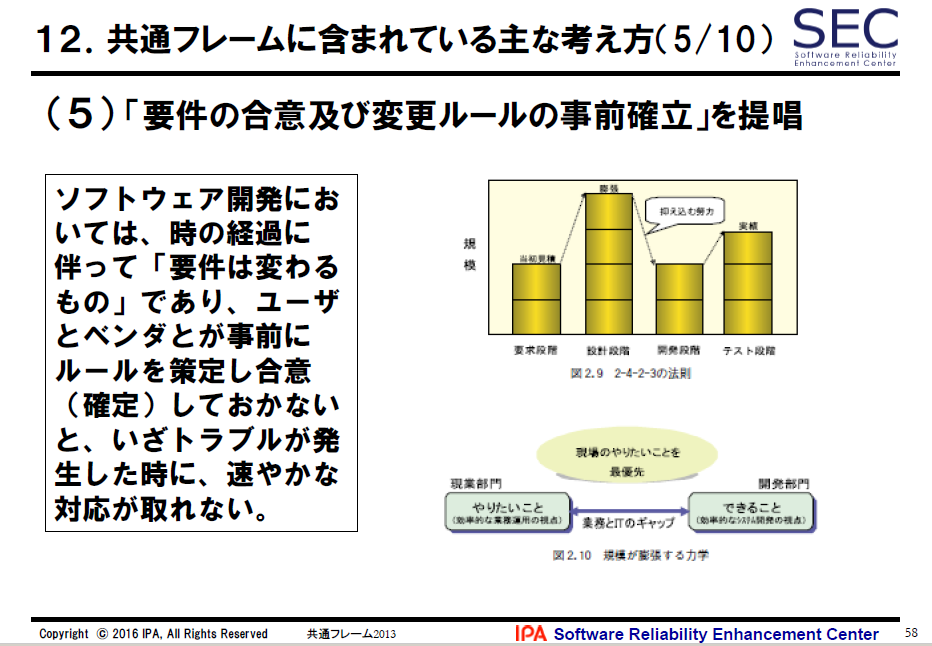 12．共通フレームに含まれている主な考え方（5/10）
SEC
Software Reliability
Enhancement Center
（5）「要件の合意及び変更ルールの事前確立」を提唱
ソフトウェア開発にお
いては、時の経過に
伴って「要件は変わる
もの」であり、ユーザ
とベンダとが事前に
ルールを策定し合意
（確定）しておかない
と、いざトラブルが発
生した時に、速やかな
対応が取れない。
規模
当初見積
膨張
抑え込む努力
実績
要求段階 設計段階 開発段階 テスト段階
図2.9 2-4-2-3の法則
現場のやりたいことを
最優先
現業部門
開発部門
やりたいこと
（効率的な業務運用の視点）
業務とITのギャップ
できること
（効率的なシステム開発の視点）
図2.10 規模が膨張する力学
Copyright © 2016 IPA, All Rights Reserved
共通フレーム2013
IPA Software Reliability Enhancement Center
58